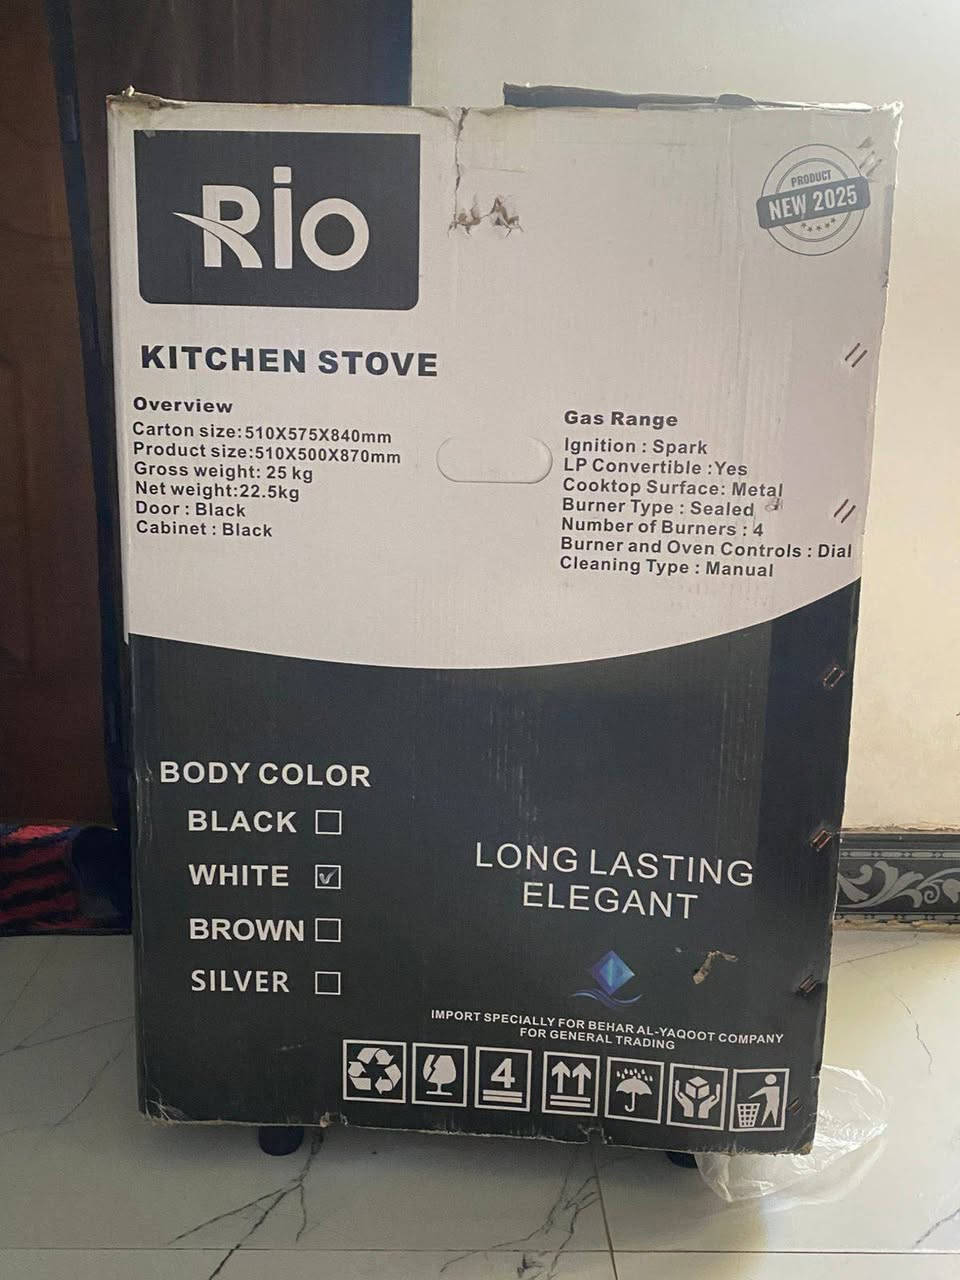 Rio
PRODUCT
NEW 2025
KITCHEN STOVE
Overview
Carton size:510X575X840mm
Product size:510X500X870mm
Gross weight: 25 kg
Net weight:22.5kg
Door : Black
Cabinet : Black
Gas Range
Ignition : Spark
LP Convertible :Yes
Cooktop Surface: Metal
Burner Type : Sealed
Number of Burners : 4
Burner and Oven Controls : Dial
Cleaning Type : Manual
BODY COLOR
BLACK
WHITE
BROWN
SILVER
LONG LASTING
ELEGANT
IMPORT SPECIALLY FOR BEHAR AL-YAQOOT COMPANY
FOR GENERAL TRADING
4